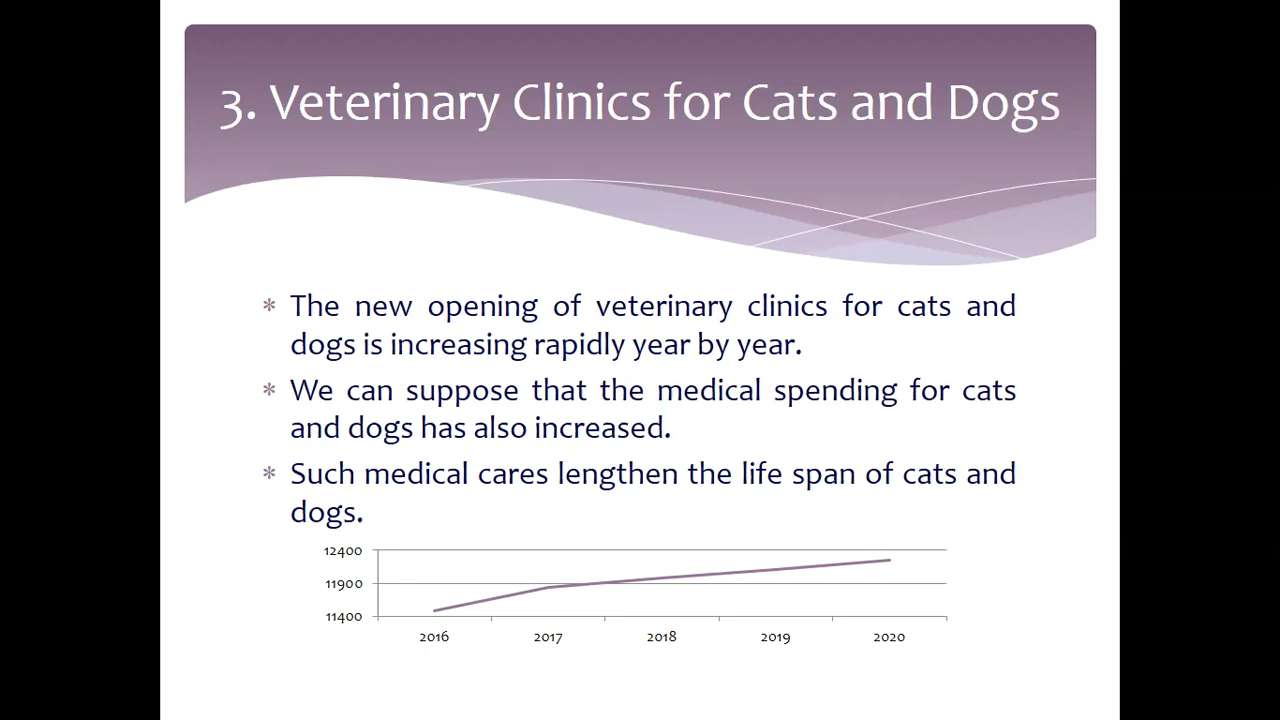 3. Veterinary Clinics for Cats and Dogs
* The new opening of veterinary clinics for cats and
dogs is increasing rapidly year by year.
* We can suppose that the medical spending for cats
and dogs has also increased.
* Such medical cares lengthen the life span of cats and
dogs.
12400
11900
11400
2016 2017 2018 2019 2020